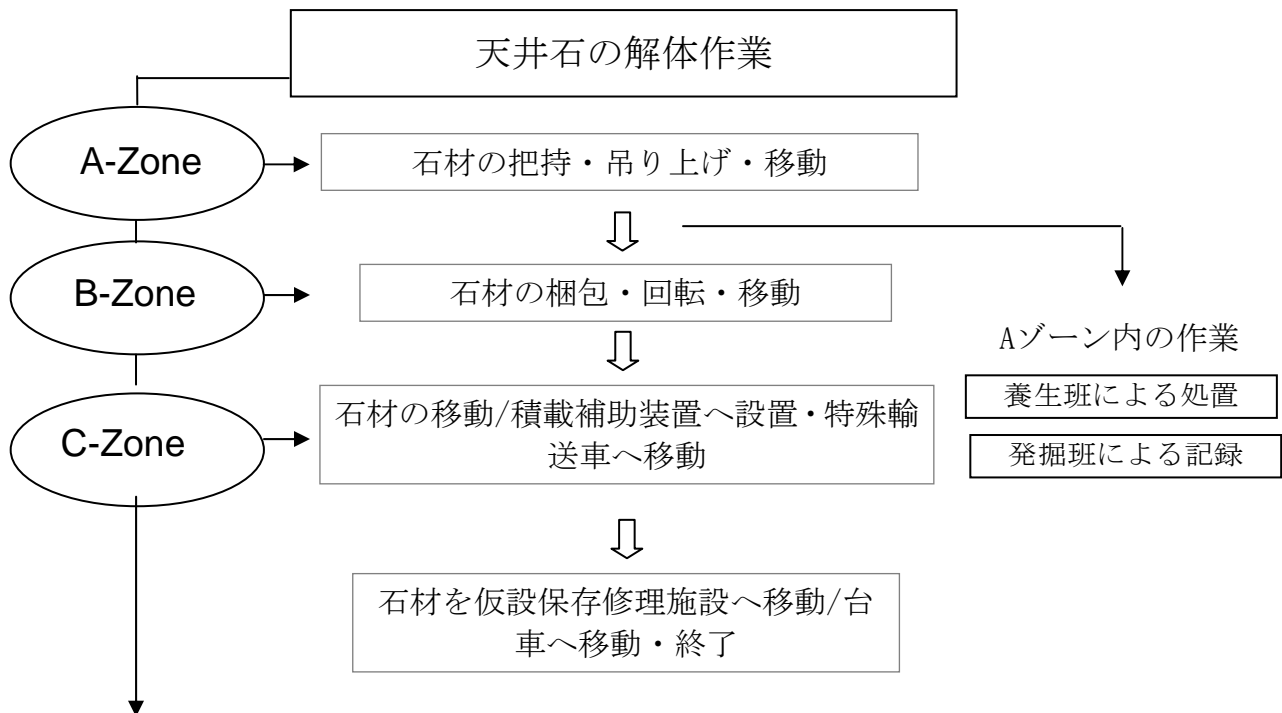 天井石の解体作業
A-Zone
石材の把持・吊り上げ・移動
B-Zone
石材の梱包・回転・移動
Aゾーン内の作業
養生班による処置
発掘班による記録
C-Zone
石材の移動/積載補助装置へ設置・特殊輸
送車へ移動
石材を仮設保存修理施設へ移動/台
車へ移動・終了